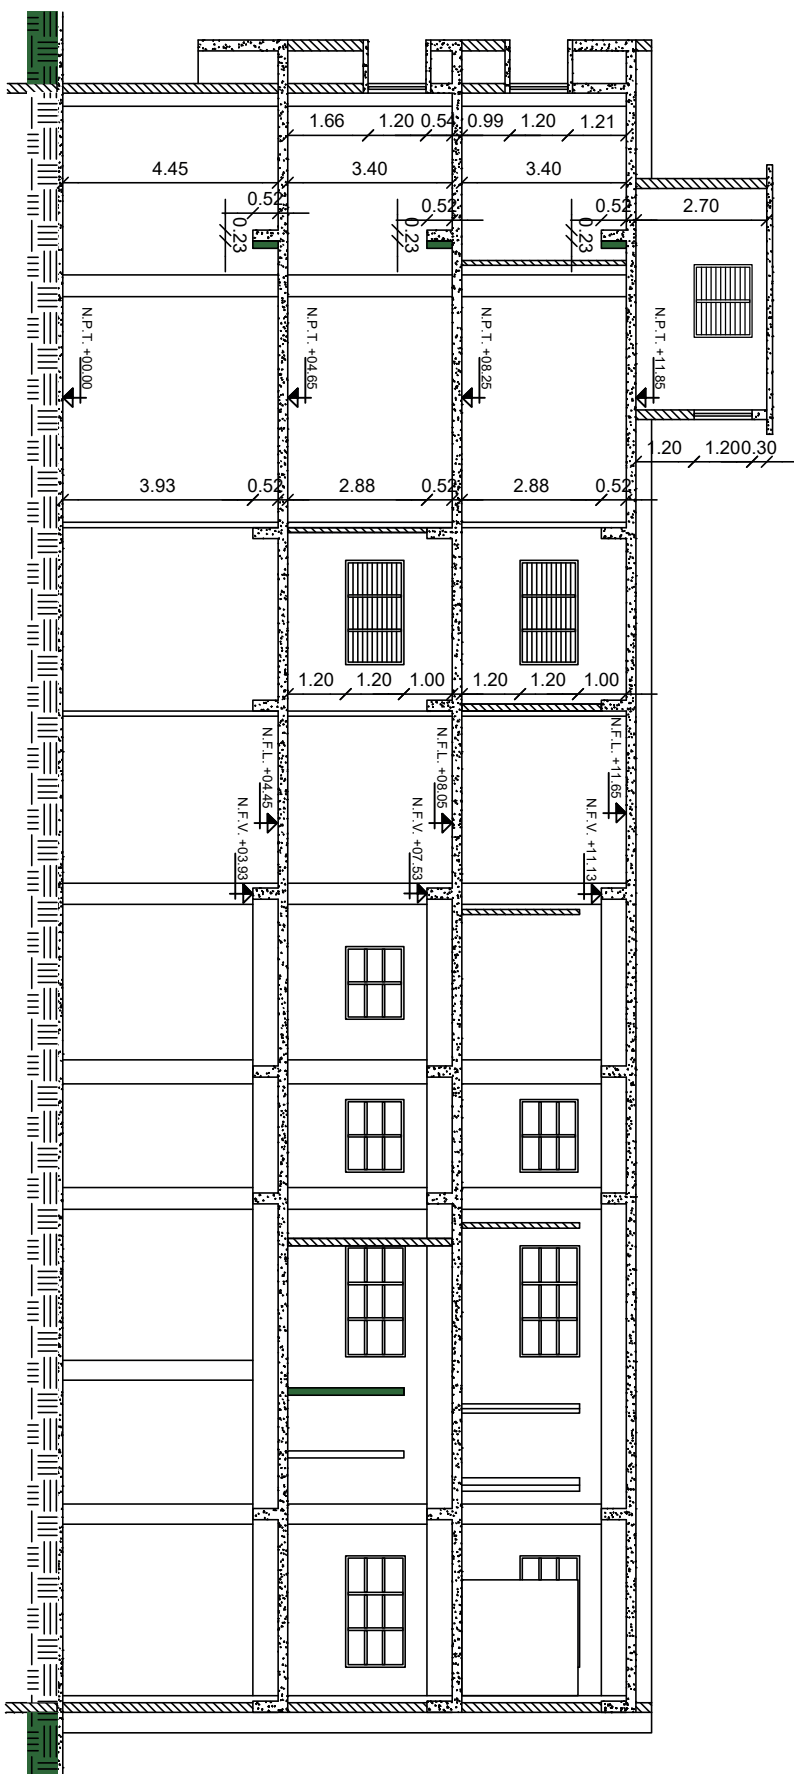 1.66 1.20 0.54 0.99 1.20 1.21
4.45 3.40 3.40
0.52 0.52 0.52 2.70
0.23 0.23 0.23
N.P.T. +00.00
N.P.T. +04.65
N.P.T. +08.25
N.P.T. +11.85
1.20 1.20 0.30
3.93 0.52 2.88 0.52 2.88 0.52
1.20 1.20 1.00 1.20 1.20 1.00
N.F.L. +04.45
N.F.L. +08.05
N.F.L. +11.65
N.F.V. +03.93
N.F.V. +07.53
N.F.V. +11.13